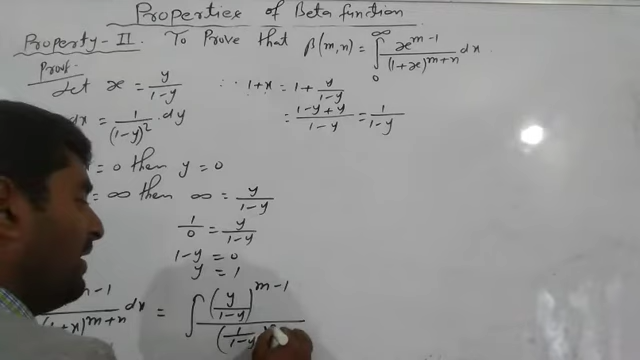 Properties of Beta function
Property-II. To Prove that β(m,n) = ∫₀^∞ x^(m-1)/(1+x)^(m+n) dx.
Proof.
Let x = y/(1-y) ∴ 1+x = 1 + y/(1-y)
dx = 1/(1-y)² . dy = (1-y+y)/(1-y) = 1/(1-y)
= 0 then y = 0
= ∞ then ∞ = y/(1-y)
1/0 = y/(1-y)
1-y = 0
y = 1
-1/(1+x)^(m+n) dx = ∫ (y/(1-y))^(m-1)/(1/(1-y)